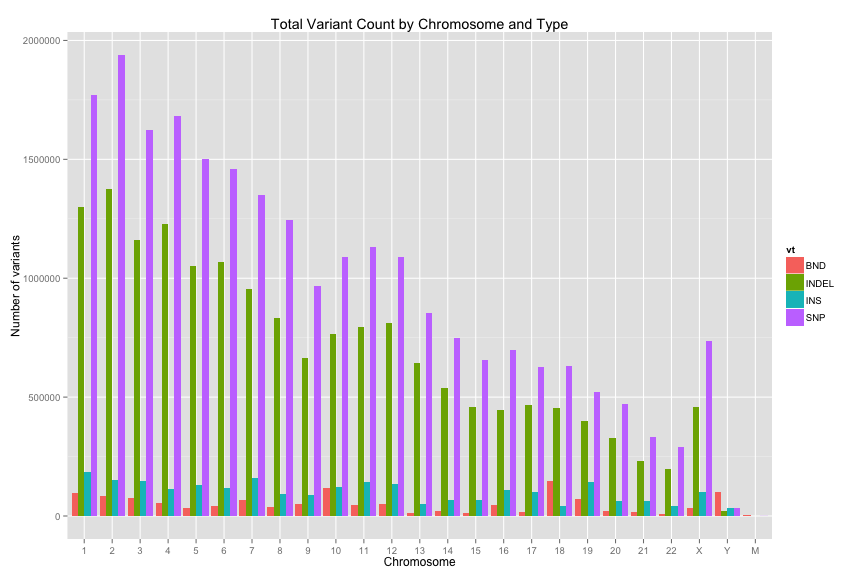 Total Variant Count by Chromosome and Type
2000000
1500000
1000000
500000
0
Number of variants
1 2 3 4 5 6 7 8 9 10 11 12 13 14 15 16 17 18 19 20 21 22 X Y M
Chromosome
vt
BND
INDEL
INS
SNP